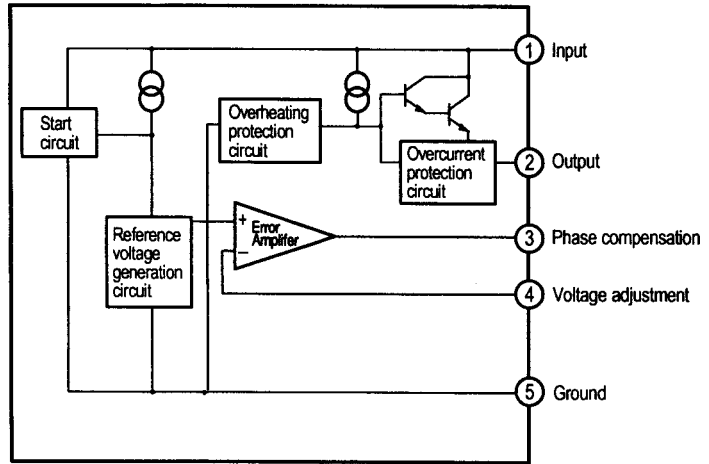 1 Input
Start
circuit
Overheating
protection
circuit
Overcurrent
protection
circuit
2 Output
Reference
voltage
generation
circuit
+
Error
Amplifer
−
3 Phase compensation
4 Voltage adjustment
5 Ground